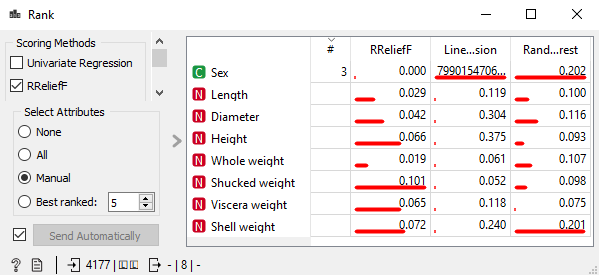 Rank
Scoring Methods
Univariate Regression
RReliefF
Select Attributes
None
All
Manual
Best ranked: 5
Send Automatically
# RReliefF Line...sion Rand...rest
C Sex 3 0.000 7990154706... 0.202
N Length 0.029 0.119 0.100
N Diameter 0.042 0.304 0.116
N Height 0.066 0.375 0.093
N Whole weight 0.019 0.061 0.107
N Shucked weight 0.101 0.052 0.098
N Viscera weight 0.065 0.118 0.075
N Shell weight 0.072 0.240 0.201
? 4177 | - | 8 | -